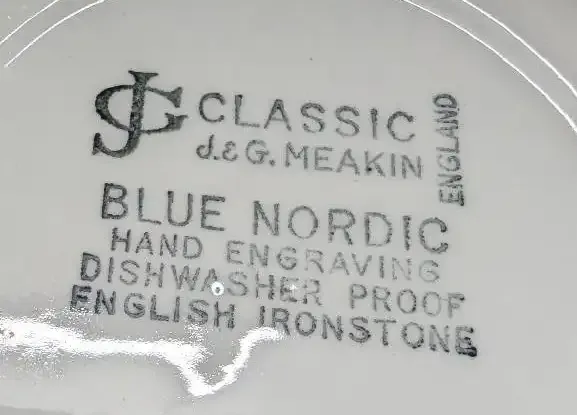 JG CLASSIC
J.&G. MEAKIN
ENGLAND
BLUE NORDIC
HAND ENGRAVING
DISHWASHER PROOF
ENGLISH IRONSTONE